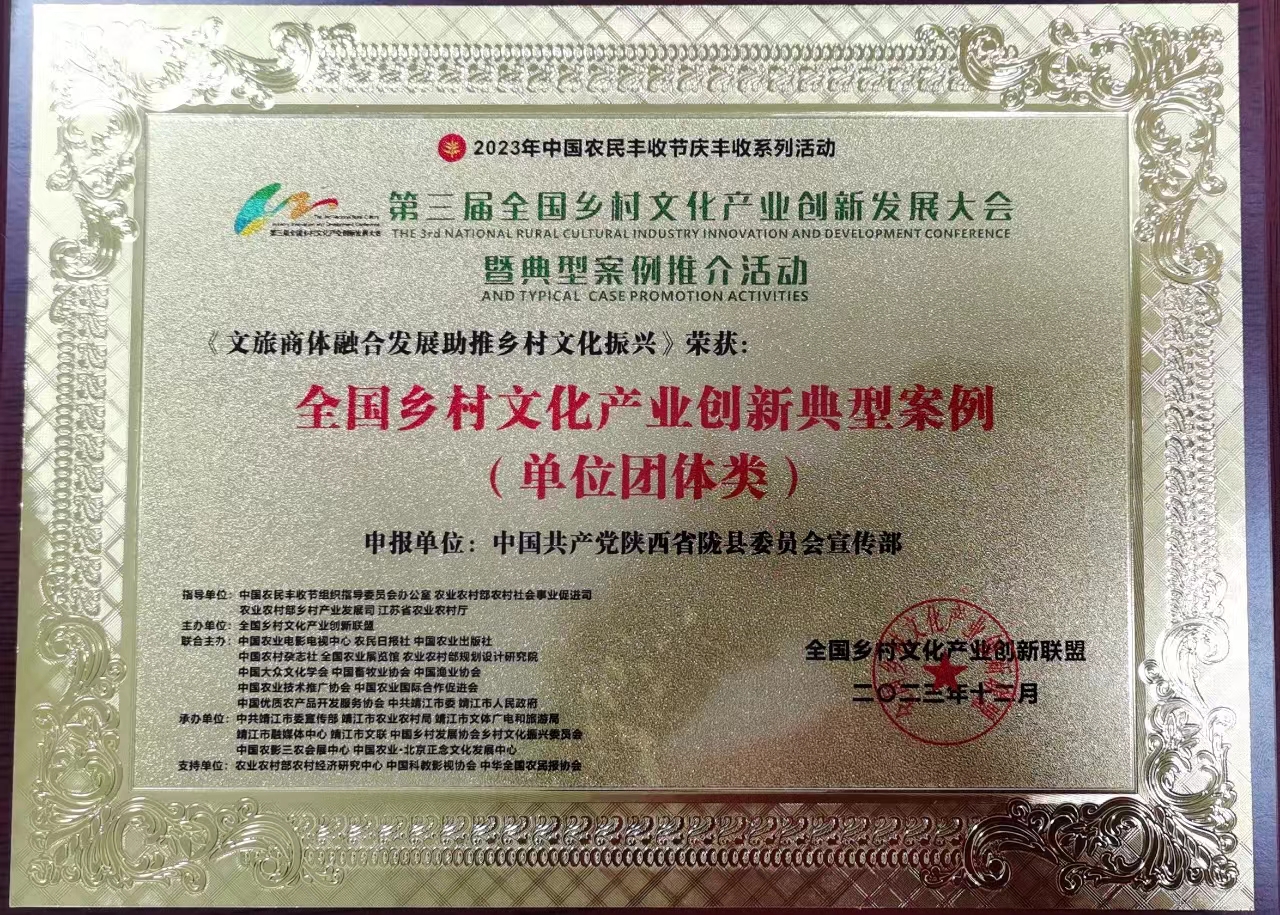 2023年中国农民丰收节庆丰收系列活动
第三届全国乡村文化产业创新发展大会
THE 3rd NATIONAL RURAL CULTURAL INDUSTRY INNOVATION AND DEVELOPMENT CONFERENCE
第三届全国乡村文化产业创新发展大会
暨典型案例推介活动
AND TYPICAL CASE PROMOTION ACTIVITIES
《文旅商体融合发展助推乡村文化振兴》荣获:
全国乡村文化产业创新典型案例
(单位团体类)
申报单位:中国共产党陕西省陇县委员会宣传部
指导单位:中国农民丰收节组织指导委员会办公室 农业农村部农村社会事业促进司
农业农村部乡村产业发展司 江苏省农业农村厅
主办单位:全国乡村文化产业创新联盟
联合主办:中国农业电影电视中心 农民日报社 中国农业出版社
中国农村杂志社 全国农业展览馆 农业农村部规划设计研究院
中国大众文化学会 中国畜牧业协会 中国渔业协会
中国农业技术推广协会 中国农业国际合作促进会
中国优质农产品开发服务协会 中共靖江市委 靖江市人民政府
承办单位:中共靖江市委宣传部 靖江市农业农村局 靖江市文体广电和旅游局
靖江市融媒体中心 靖江市文联 中国乡村发展协会乡村文化振兴委员会
中国农影三农会展中心 中国农业·北京正念文化发展中心
支持单位:农业农村部农村经济研究中心 中国科教影视协会 中华全国农民报协会
全国乡村文化产业创新联盟
二〇二三年十二月